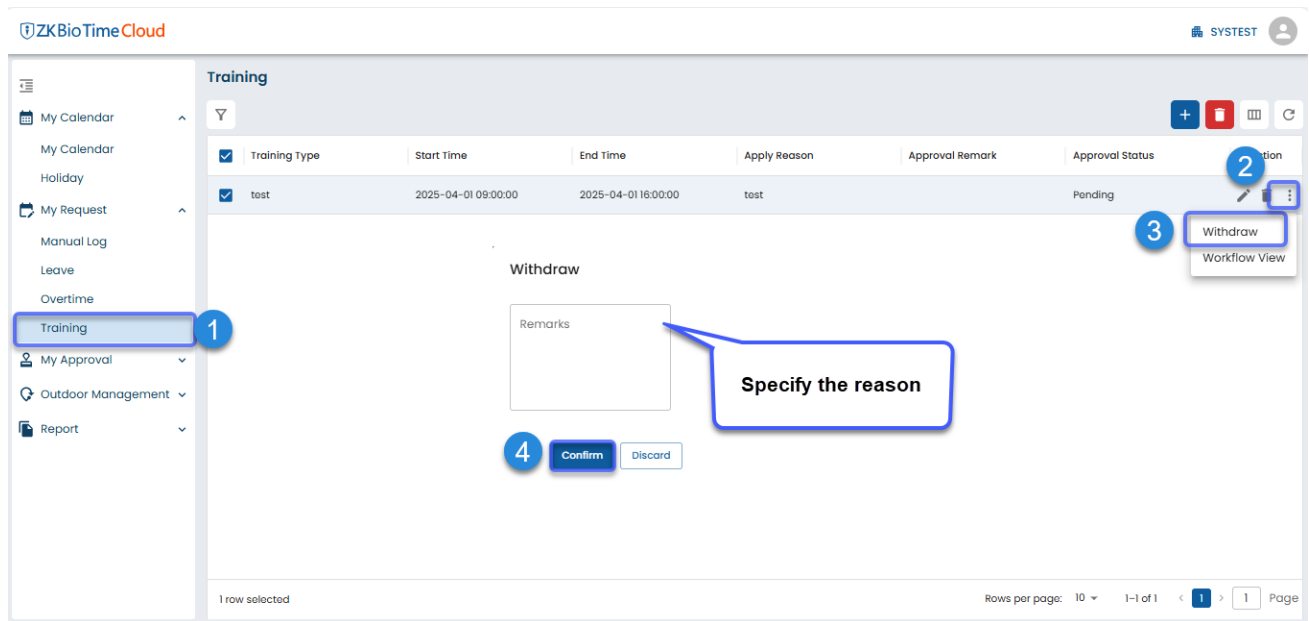 ZKBioTime Cloud
SYSTEST
My Calendar
My Calendar
Holiday
My Request
Manual Log
Leave
Overtime
Training
1
My Approval
Outdoor Management
Report
Training
Training Type Start Time End Time Apply Reason Approval Remark Approval Status
2
test 2025-04-01 09:00:00 2025-04-01 16:00:00 test Pending
3
Withdraw
Workflow View
Withdraw
Remarks
Specify the reason
4
Confirm Discard
1 row selected
Rows per page: 10 1-1 of 1 < 1 > 1 Page